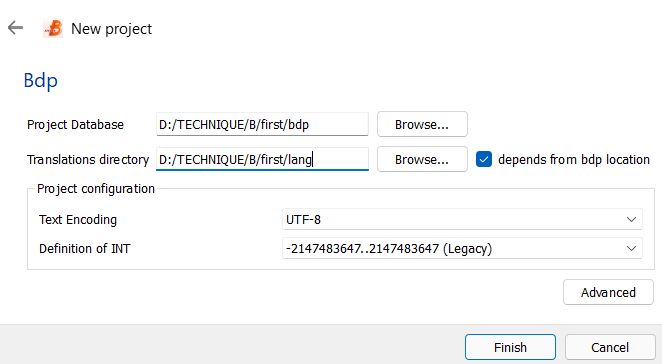 New project
Bdp
Project Database D:/TECHNIQUE/B/first/bdp Browse...
Translations directory D:/TECHNIQUE/B/first/lang Browse... depends from bdp location
Project configuration
Text Encoding UTF-8
Definition of INT -2147483647..2147483647 (Legacy)
Advanced
Finish Cancel